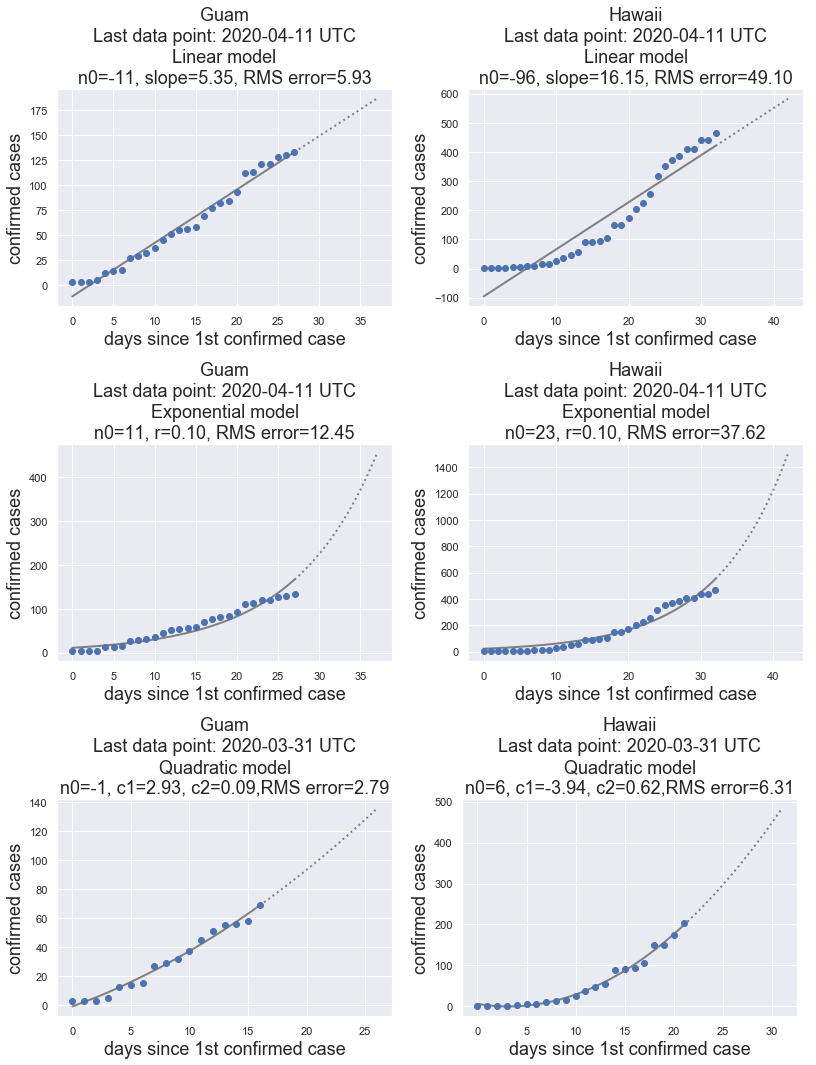 Guam
Last data point: 2020-04-11 UTC
Linear model
n0=-11, slope=5.35, RMS error=5.93
175
150
125
100
75
50
25
0
confirmed cases
0 5 10 15 20 25 30 35
days since 1st confirmed case
Hawaii
Last data point: 2020-04-11 UTC
Linear model
n0=-96, slope=16.15, RMS error=49.10
600
500
400
300
200
100
0
−100
confirmed cases
0 10 20 30 40
days since 1st confirmed case
Guam
Last data point: 2020-04-11 UTC
Exponential model
n0=11, r=0.10, RMS error=12.45
400
300
200
100
0
confirmed cases
0 5 10 15 20 25 30 35
days since 1st confirmed case
Hawaii
Last data point: 2020-04-11 UTC
Exponential model
n0=23, r=0.10, RMS error=37.62
1400
1200
1000
800
600
400
200
0
confirmed cases
0 10 20 30 40
days since 1st confirmed case
Guam
Last data point: 2020-03-31 UTC
Quadratic model
n0=-1, c1=2.93, c2=0.09,RMS error=2.79
140
120
100
80
60
40
20
0
confirmed cases
0 5 10 15 20 25
days since 1st confirmed case
Hawaii
Last data point: 2020-03-31 UTC
Quadratic model
n0=6, c1=-3.94, c2=0.62,RMS error=6.31
500
400
300
200
100
0
confirmed cases
0 5 10 15 20 25 30
days since 1st confirmed case